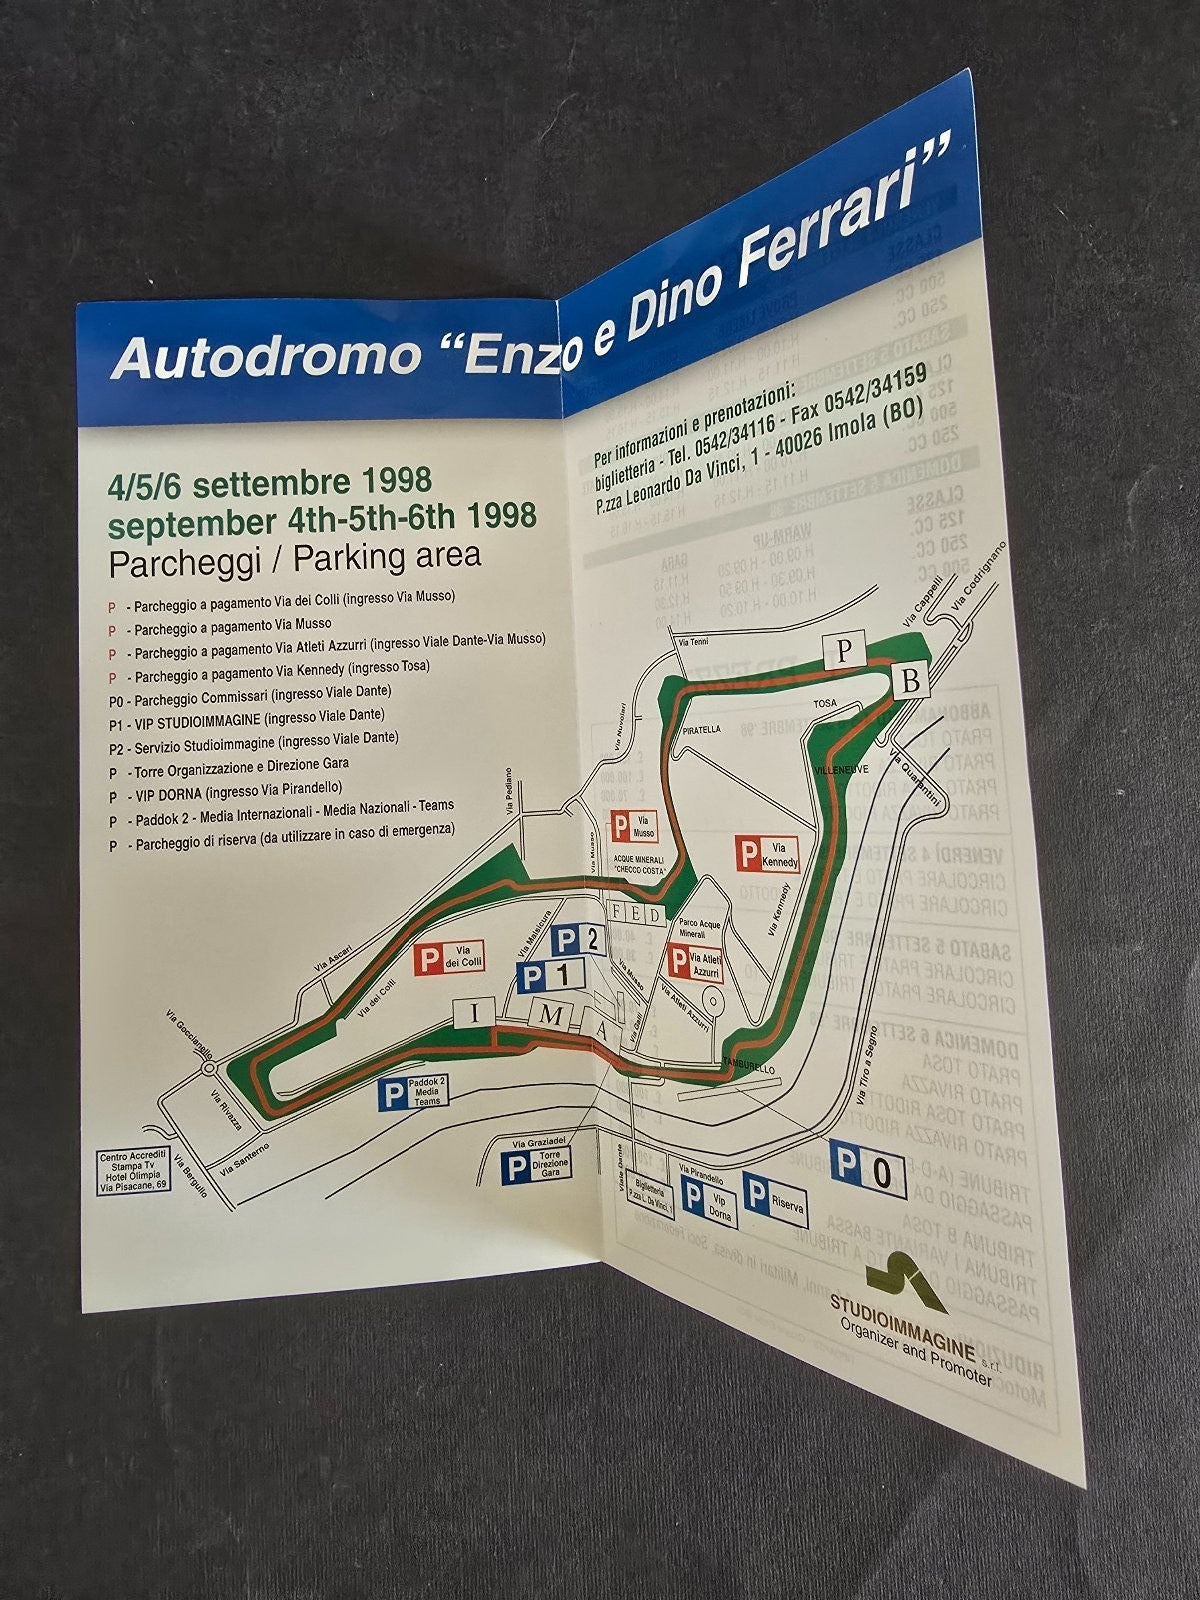 Autodromo “Enzo e Dino Ferrari”
4/5/6 settembre 1998
september 4th-5th-6th 1998
Parcheggi / Parking area
P - Parcheggio a pagamento Via dei Colli (ingresso Via Musso)
P - Parcheggio a pagamento Via Musso
P - Parcheggio a pagamento Via Atleti Azzurri (ingresso Viale Dante-Via Musso)
P - Parcheggio a pagamento Via Kennedy (ingresso Tosa)
P0 - Parcheggio Commissari (ingresso Viale Dante)
P1 - VIP STUDIOIMMAGINE (ingresso Viale Dante)
P2 - Servizio Studioimmagine (ingresso Viale Dante)
P - Torre Organizzazione e Direzione Gara
P - VIP DORNA (ingresso Via Pirandello)
P - Paddok 2 - Media Internazionali - Media Nazionali - Teams
P - Parcheggio di riserva (da utilizzare in caso di emergenza)
Per informazioni e prenotazioni:
biglietteria - Tel. 0542/34116 - Fax 0542/34159
P.zza Leonardo Da Vinci, 1 - 40026 Imola (BO)
Via Cappelli
Via Codrignano
Via Tenni
P
B
TOSA
PIRATELLA
Via Nuvolari
VILLENEUVE
Via Quarantini
Via Pediano
P Via
Musso
Via Musso
P Via
Kennedy
ACQUE MINERALI
"CHECCO COSTA"
Via Kennedy
F E D
Parco Acque
Minerali
Via Malsicura
P 2
P Via
dei Colli
P Via Atleti
Azzurri
Via Ascari
P 1
Via Musso
Via dei Colli
Via Atleti Azzurri
I
M
A
Via Galli
Via Goccianello
TAMBURELLO
Via Tiro a Segno
Via Rivazza
P Paddok 2
Media
Teams
Via Santerno
Via Bergullo
Centro Accrediti
Stampa Tv
Hotel Olimpia
Via Pisacane, 69
Via Graziadei
P Torre
Direzione
Gara
Viale Dante
Biglietteria
P.zza L. Da Vinci, 1
Via Pirandello
P Vip
Dorna
P Riserva
P 0
STUDIOIMMAGINE s.r.l.
Organizer and Promoter